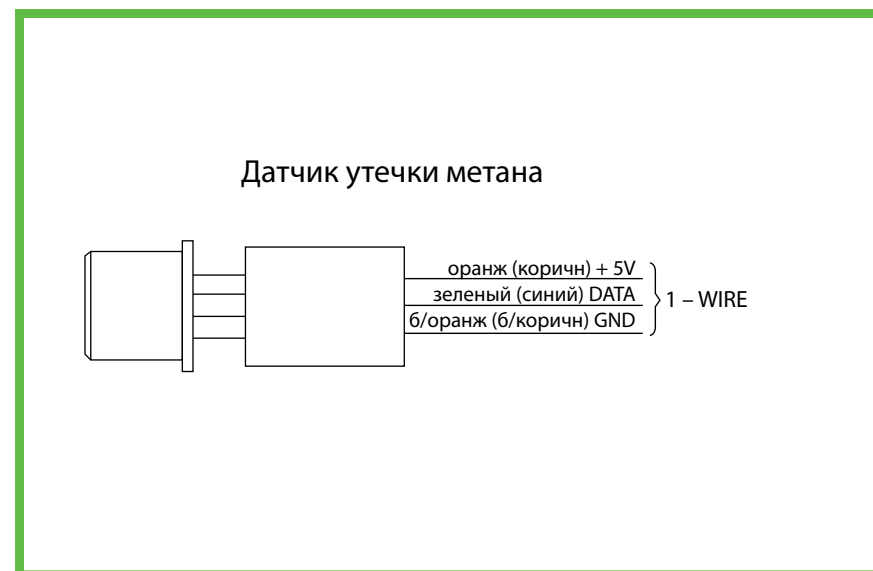 Датчик утечки метана
оранж (коричн) + 5V
зеленый (синий) DATA
б/оранж (б/коричн) GND
1 – WIRE